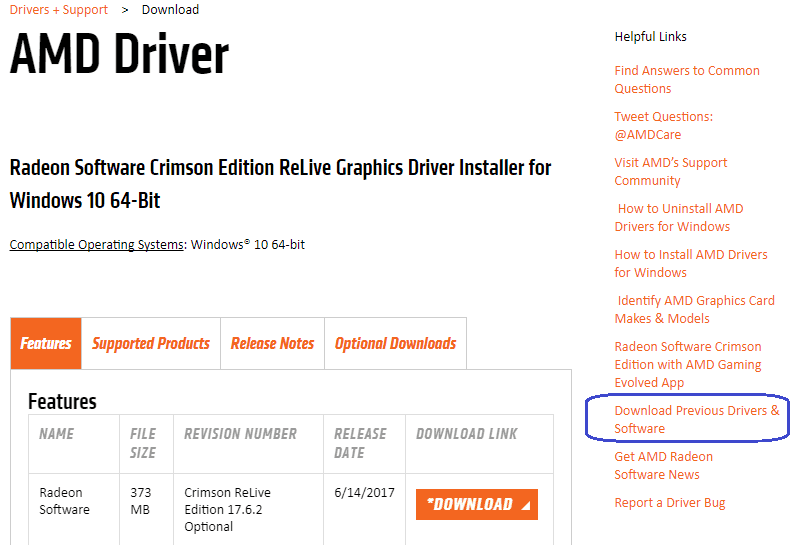 Drivers + Support > Download
AMD Driver
Radeon Software Crimson Edition ReLive Graphics Driver Installer for
Windows 10 64-Bit
Compatible Operating Systems: Windows® 10 64-bit
Features
Supported Products
Release Notes
Optional Downloads
Features
NAME
FILE
SIZE
REVISION NUMBER
RELEASE
DATE
DOWNLOAD LINK
Radeon
Software
373
MB
Crimson ReLive
Edition 17.6.2
Optional
6/14/2017
*DOWNLOAD
Helpful Links
Find Answers to Common
Questions
Tweet Questions:
@AMDCare
Visit AMD's Support
Community
How to Uninstall AMD
Drivers for Windows
How to Install AMD Drivers
for Windows
Identify AMD Graphics Card
Makes & Models
Radeon Software Crimson
Edition with AMD Gaming
Evolved App
Download Previous Drivers &
Software
Get AMD Radeon
Software News
Report a Driver Bug